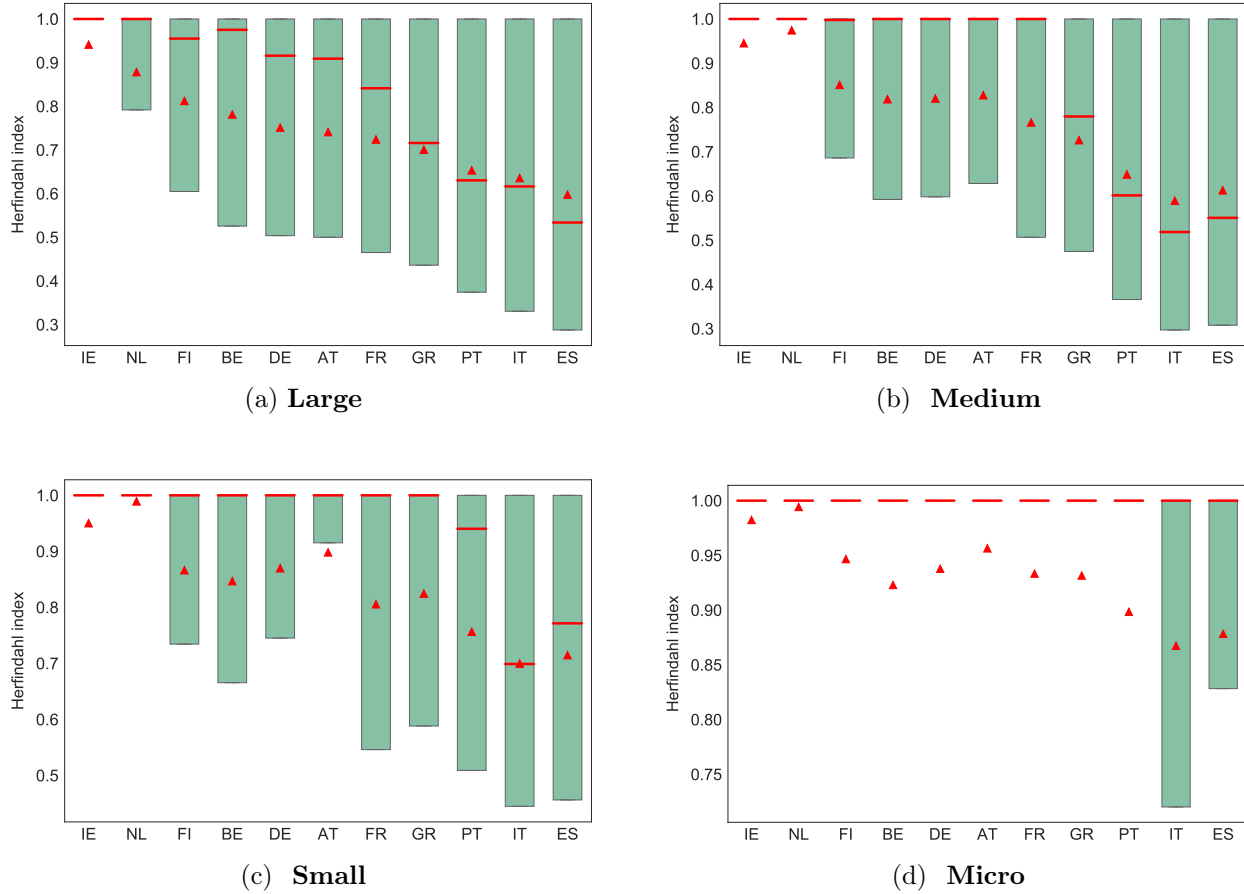 1.0
0.9
0.8
0.7
0.6
0.5
0.4
0.3
Herfindahl index
IE NL FI BE DE AT FR GR PT IT ES
(a) Large
1.0
0.9
0.8
0.7
0.6
0.5
0.4
0.3
Herfindahl index
IE NL FI BE DE AT FR GR PT IT ES
(b) Medium
1.0
0.9
0.8
0.7
0.6
0.5
Herfindahl index
IE NL FI BE DE AT FR GR PT IT ES
(c) Small
1.00
0.95
0.90
0.85
0.80
0.75
Herfindahl index
IE NL FI BE DE AT FR GR PT IT ES
(d) Micro